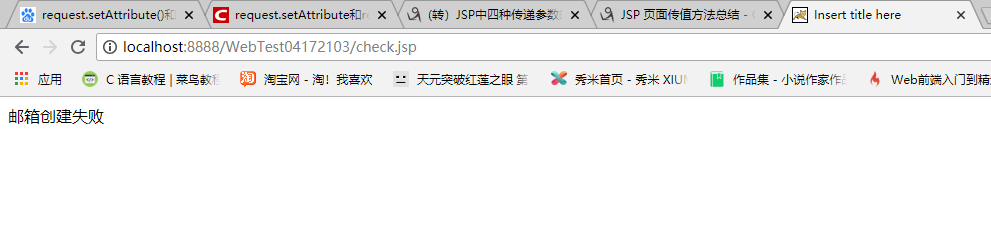 request.setAttribute()和
request.setAttribute和re
(转) JSP中四种传递参数
JSP 页面传值方法总结 -
Insert title here
localhost:8888/WebTest04172103/check.jsp
应用
C 语言教程 | 菜鸟教程
淘宝网 - 淘！我喜欢
天元突破红莲之眼 第
秀米首页 - 秀米 XIUM
作品集 - 小说作家作品
Web前端入门到精
邮箱创建失败